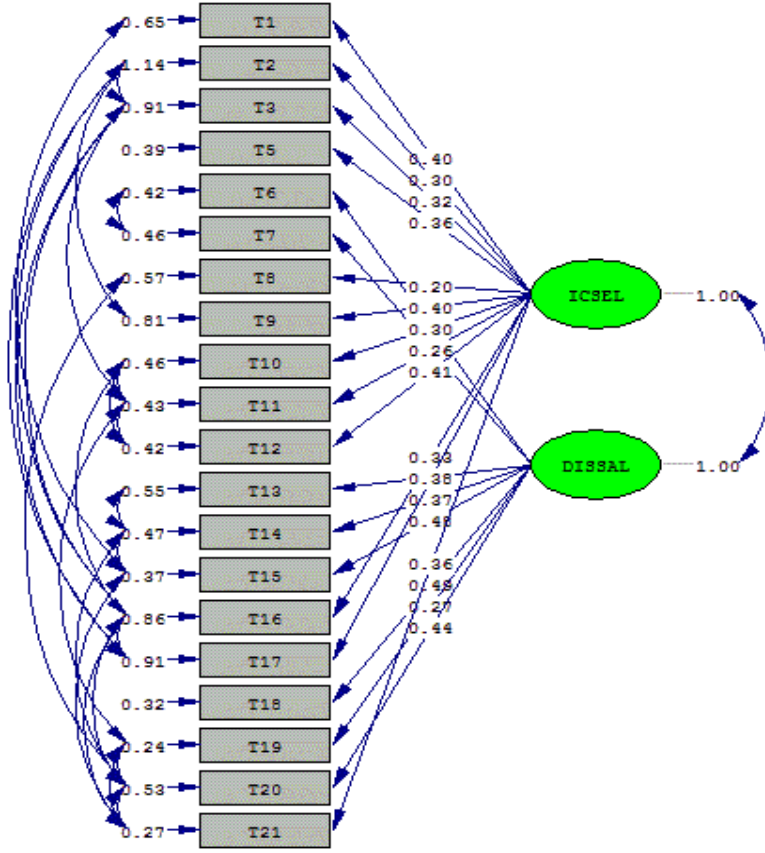 0.65 T1
1.14 T2
0.91 T3
0.39 T5
0.40
0.42 T6
0.30
0.32
0.46 T7
0.36
0.57 T8
0.20
ICSEL 1.00
0.81 T9
0.40
0.30
0.46 T10
0.26
0.41
0.43 T11
0.42 T12
0.33
DISSAL 1.00
0.55 T13
0.38
0.37
0.47 T14
0.37 T15
0.36
0.49
0.27
0.86 T16
0.44
0.91 T17
0.32 T18
0.24 T19
0.53 T20
0.27 T21